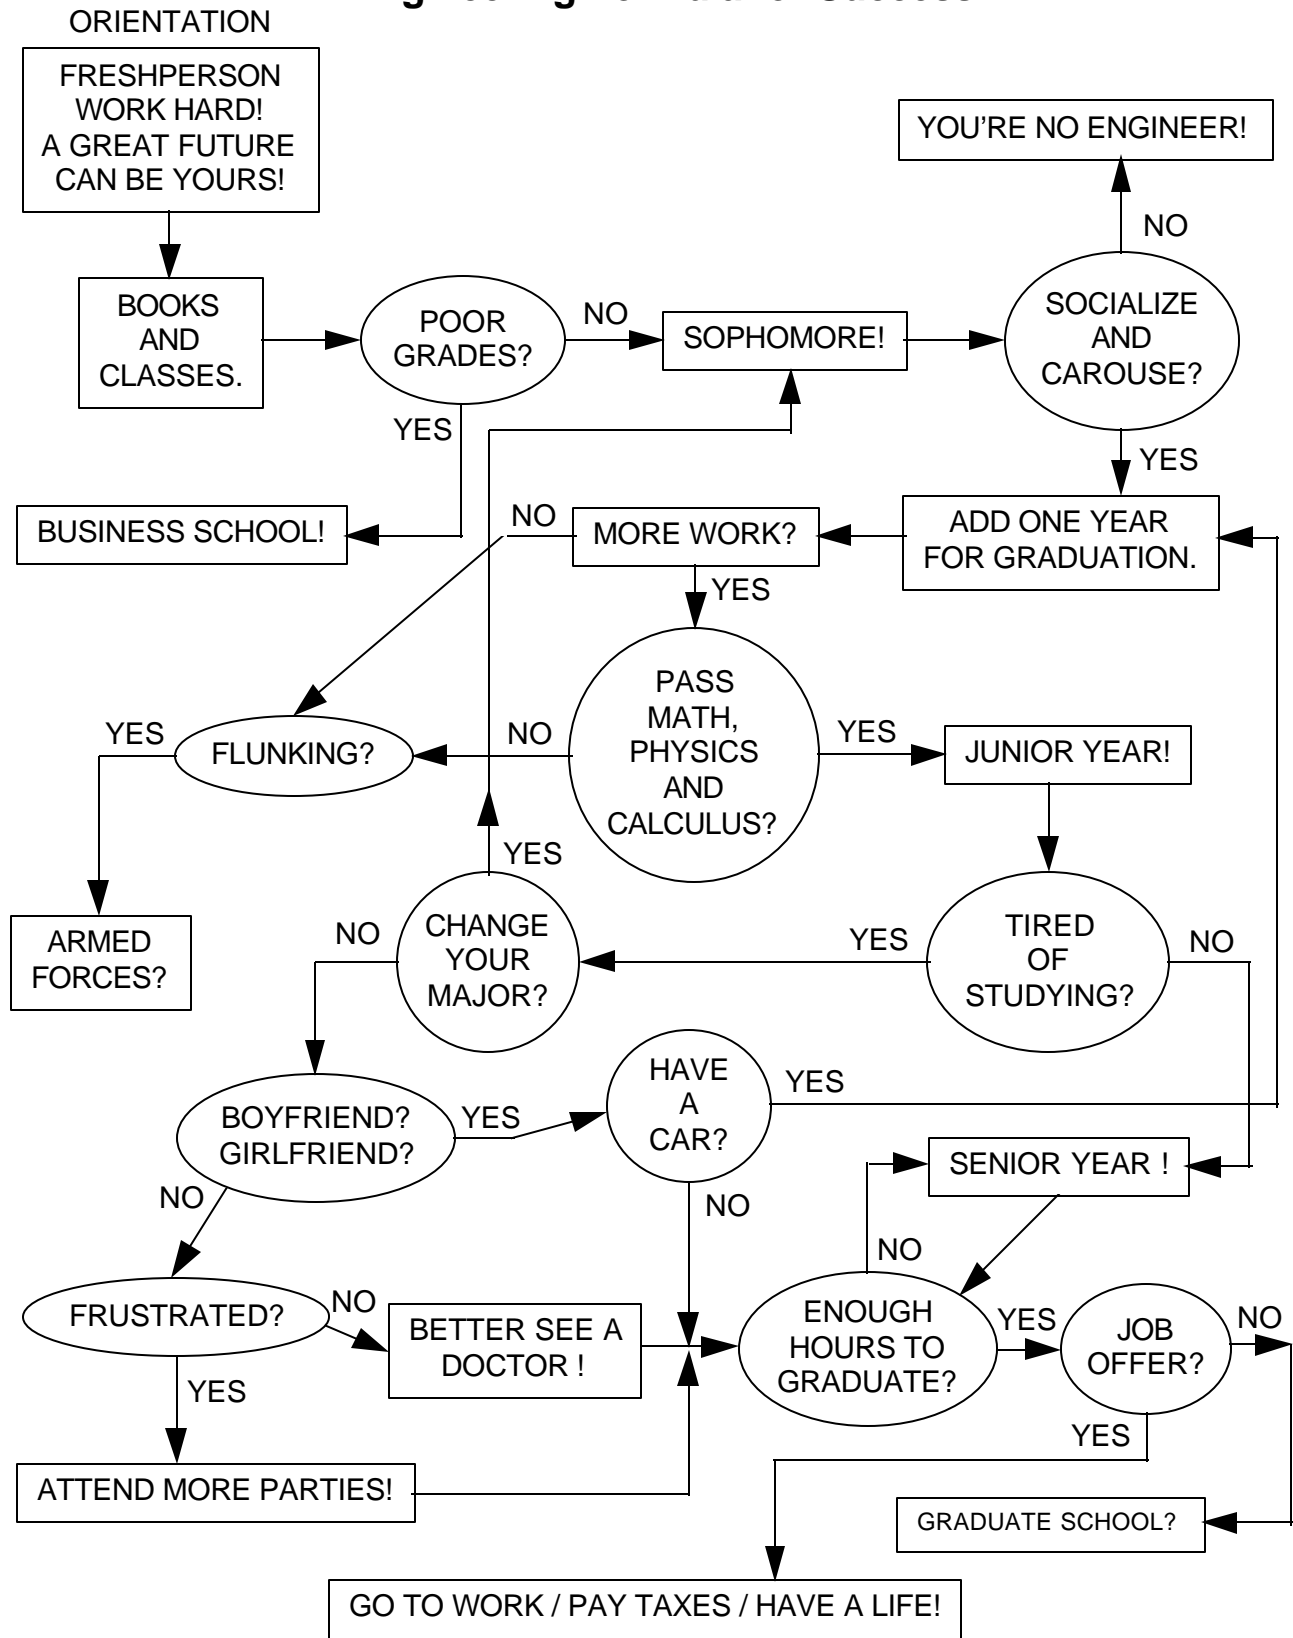 ORIENTATION
FRESHPERSON
WORK HARD!
A GREAT FUTURE
CAN BE YOURS!
YOU'RE NO ENGINEER!
NO
BOOKS
AND
CLASSES.
POOR
GRADES?
NO
SOPHOMORE!
SOCIALIZE
AND
CAROUSE?
YES
YES
BUSINESS SCHOOL!
NO
MORE WORK?
ADD ONE YEAR
FOR GRADUATION.
YES
PASS
MATH,
PHYSICS
AND
CALCULUS?
YES
FLUNKING?
NO
YES
JUNIOR YEAR!
YES
ARMED
FORCES?
NO
CHANGE
YOUR
MAJOR?
YES
TIRED
OF
STUDYING?
NO
HAVE
A
CAR?
YES
BOYFRIEND?
GIRLFRIEND?
YES
SENIOR YEAR !
NO
NO
NO
FRUSTRATED?
NO
BETTER SEE A
DOCTOR !
ENOUGH
HOURS TO
GRADUATE?
YES
JOB
OFFER?
NO
YES
YES
ATTEND MORE PARTIES!
GRADUATE SCHOOL?
GO TO WORK / PAY TAXES / HAVE A LIFE!